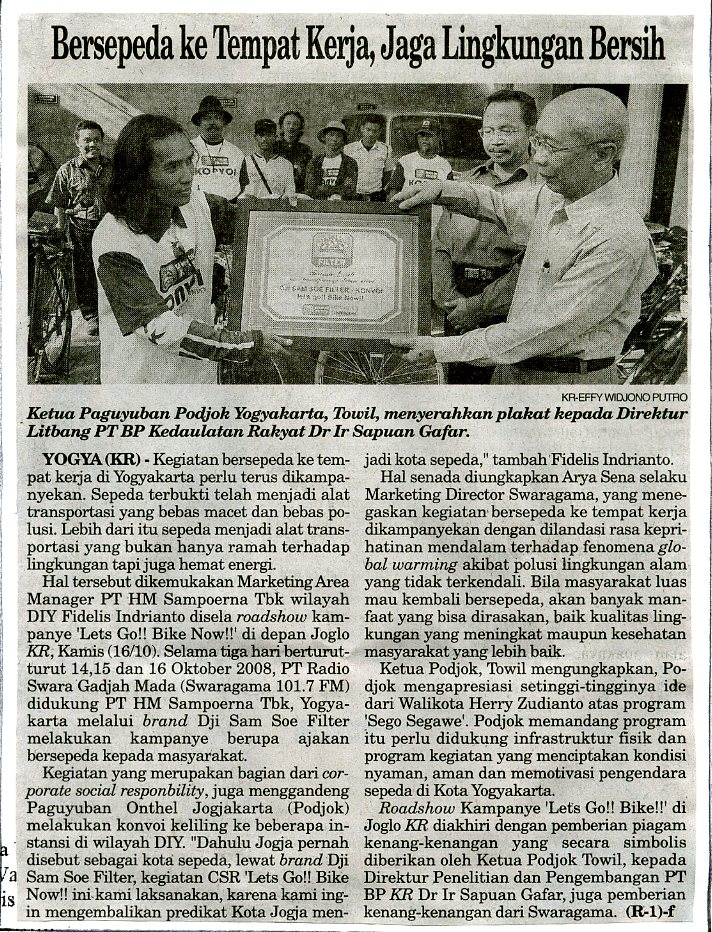 Bersepeda ke Tempat Kerja, Jaga Lingkungan Bersih
KOPYOR
FILTER
DJI SAM SOE FILTER - KONVOI
lets go!! Bike Now!!
KR-EFFY WIDJONO PUTRO
Ketua Paguyuban Podjok Yogyakarta, Towil, menyerahkan plakat kepada Direktur
Litbang PT BP Kedaulatan Rakyat Dr Ir Sapuan Gafar.
YOGYA (KR) - Kegiatan bersepeda ke tem-
pat kerja di Yogyakarta perlu terus dikampa-
nyekan. Sepeda terbukti telah menjadi alat
transportasi yang bebas macet dan bebas po-
lusi. Lebih dari itu sepeda menjadi alat trans-
portasi yang bukan hanya ramah terhadap
lingkungan tapi juga hemat energi.
Hal tersebut dikemukakan Marketing Area
Manager PT HM Sampoerna Tbk wilayah
DIY Fidelis Indrianto disela roadshow kam-
panye 'Lets Go!! Bike Now!!' di depan Joglo
KR, Kamis (16/10). Selama tiga hari berturut-
turut 14,15 dan 16 Oktober 2008, PT Radio
Swara Gadjah Mada (Swaragama 101.7 FM)
didukung PT HM Sampoerna Tbk, Yogya-
karta melalui brand Dji Sam Soe Filter
melakukan kampanye berupa ajakan
bersepeda kepada masyarakat.
Kegiatan yang merupakan bagian dari cor-
porate social responbility, juga menggandeng
Paguyuban Onthel Jogjakarta (Podjok)
melakukan konvoi keliling ke beberapa in-
stansi di wilayah DIY. "Dahulu Jogja pernah
disebut sebagai kota sepeda, lewat brand Dji
Sam Soe Filter, kegiatan CSR 'Lets Go!! Bike
Now!! ini kami laksanakan, karena kami ing-
in mengembalikan predikat Kota Jogja men-
jadi kota sepeda," tambah Fidelis Indrianto.
Hal senada diungkapkan Arya Sena selaku
Marketing Director Swaragama, yang mene-
gaskan kegiatan bersepeda ke tempat kerja
dikampanyekan dengan dilandasi rasa kepri-
hatinan mendalam terhadap fenomena glo-
bal warming akibat polusi lingkungan alam
yang tidak terkendali. Bila masyarakat luas
mau kembali bersepeda, akan banyak man-
faat yang bisa dirasakan, baik kualitas ling-
kungan yang meningkat maupun kesehatan
masyarakat yang lebih baik.
Ketua Podjok, Towil mengungkapkan, Po-
djok mengapresiasi setinggi-tingginya ide
dari Walikota Herry Zudianto atas program
'Sego Segawe'. Podjok memandang program
itu perlu didukung infrastruktur fisik dan
program kegiatan yang menciptakan kondisi
nyaman, aman dan memotivasi pengendara
sepeda di Kota Yogyakarta.
Roadshow Kampanye 'Lets Go!! Bike!!' di
Joglo KR diakhiri dengan pemberian piagam
kenang-kenangan yang secara simbolis
diberikan oleh Ketua Podjok Towil, kepada
Direktur Penelitian dan Pengembangan PT
BP KR Dr Ir Sapuan Gafar, juga pemberian
kenang-kenangan dari Swaragama. (R-1)-f